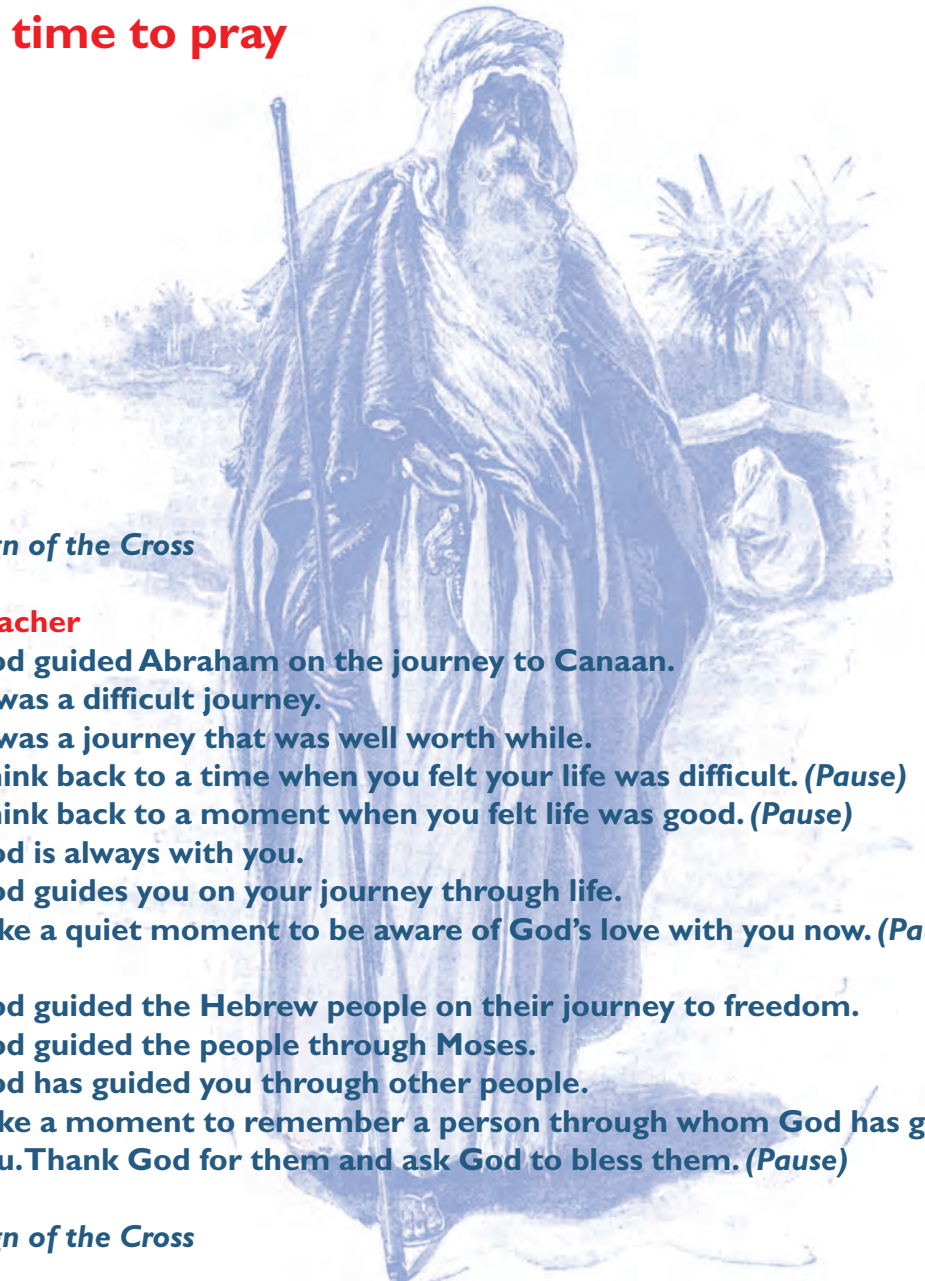 time to pray
gn of the Cross
acher
od guided Abraham on the journey to Canaan.
was a difficult journey.
was a journey that was well worth while.
ink back to a time when you felt your life was difficult. (Pause)
ink back to a moment when you felt life was good. (Pause)
od is always with you.
od guides you on your journey through life.
ke a quiet moment to be aware of God's love with you now. (Pa
od guided the Hebrew people on their journey to freedom.
od guided the people through Moses.
od has guided you through other people.
ke a moment to remember a person through whom God has g
u. Thank God for them and ask God to bless them. (Pause)
gn of the Cross